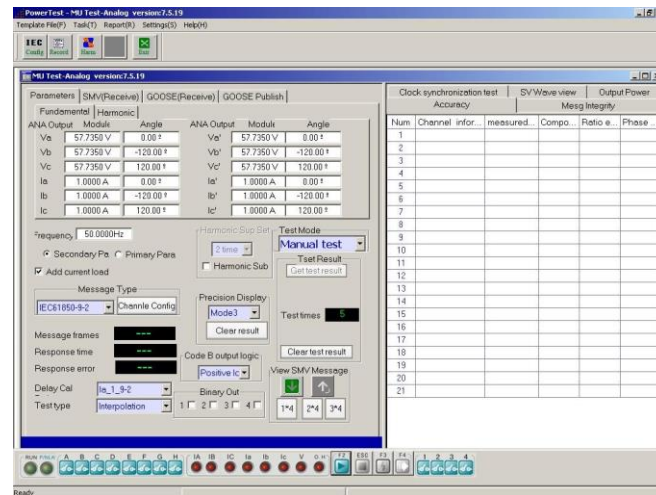 PowerTest - MU Test-Analog version:7.5.19
Template File(F) Task(T) Report(R) Settings(S) Help(H)
IEC
Config Record Harm Exit
MU Test-Analog version:7.5.19
Parameters SMV(Receive) GOOSE(Receive) GOOSE Publish
Fundamental Harmonic
ANA Output Module Angle ANA Output Module Angle
Va 57.7350 V 0.00 º Va' 57.7350 V 0.00 º
Vb 57.7350 V -120.00 º Vb' 57.7350 V -120.00 º
Vc 57.7350 V 120.00 º Vc' 57.7350 V 120.00 º
Ia 1.0000 A 0.00 º Ia' 1.0000 A 0.00 º
Ib 1.0000 A -120.00 º Ib' 1.0000 A -120.00 º
Ic 1.0000 A 120.00 º Ic' 1.0000 A 120.00 º
Frequency 50.0000Hz
Secondary Pa Primary Para
Add current load
Harmonic Sup Set
2 time
Harmonic Sub
Test Mode
Manual test
Tset Result
Get test result
Message Type
IEC61850-9-2 Channle Config
Precision Display
Mode3
Clear result
Test times 5
Message frames ---
Response time ---
Response error ---
Code B output logic
Positive lc
Clear test result
View SMV Message
1*4 2*4 3*4
Delay Cal Ia_1_9-2
Test type Interpolation
Binary Out
1 2 3 4
Clock synchronization test SV Wave view Output Power
Accuracy Mesg Integrity
Num Channel infor... measured... Compo... Ratio e... Phase ...
1
2
3
4
5
6
7
8
9
10
11
12
13
14
15
16
17
18
19
20
21
RUN A B C D E F G H IA IB IC Ia Ib Ic V O H F2 ESC F3 F4 1 2 3 4
Ready